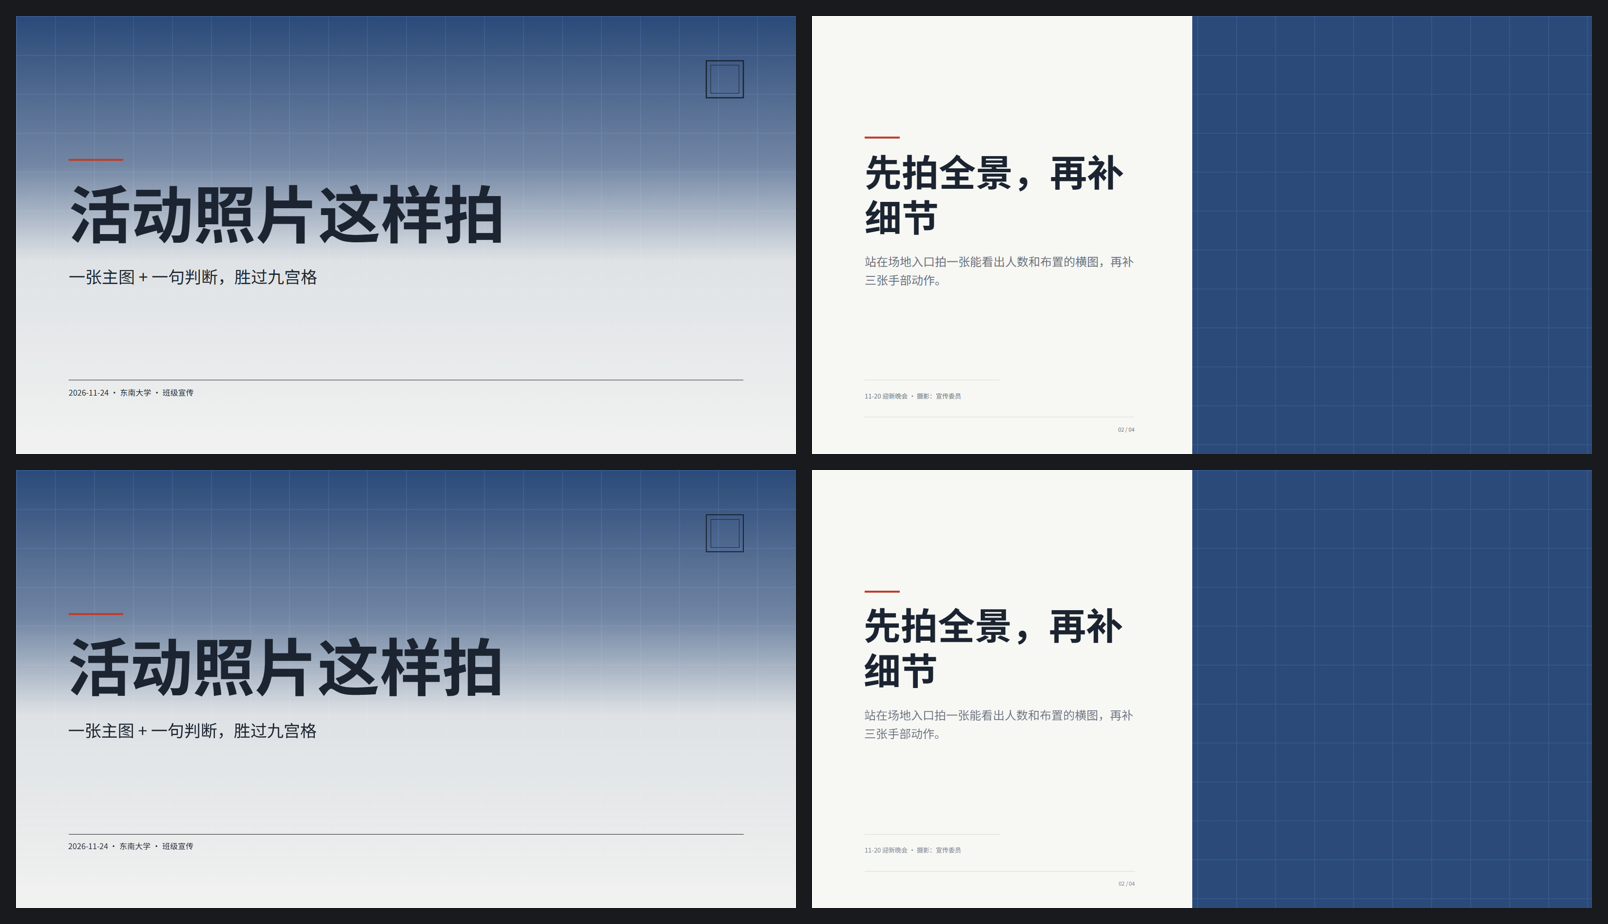 活动照片这样拍
一张主图 + 一句判断，胜过九宫格
2026-11-24 · 东南大学 · 班级宣传
先拍全景，再补
细节
站在场地入口拍一张能看出人数和布置的横图，再补
三张手部动作。
11-20 迎新晚会 · 摄影：宣传委员
02 / 04
活动照片这样拍
一张主图 + 一句判断，胜过九宫格
2026-11-24 · 东南大学 · 班级宣传
先拍全景，再补
细节
站在场地入口拍一张能看出人数和布置的横图，再补
三张手部动作。
11-20 迎新晚会 · 摄影：宣传委员
02 / 04